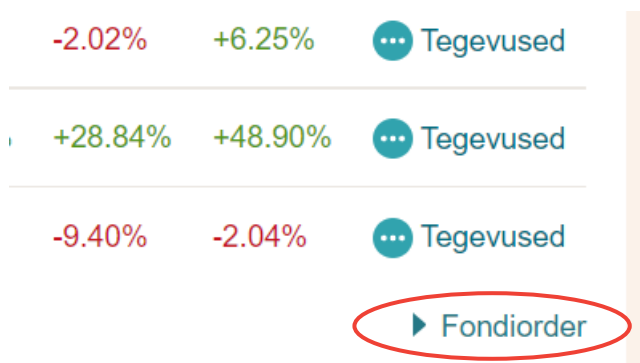 -2.02% +6.25% Tegevused
+28.84% +48.90% Tegevused
-9.40% -2.04% Tegevused
Fondiorder